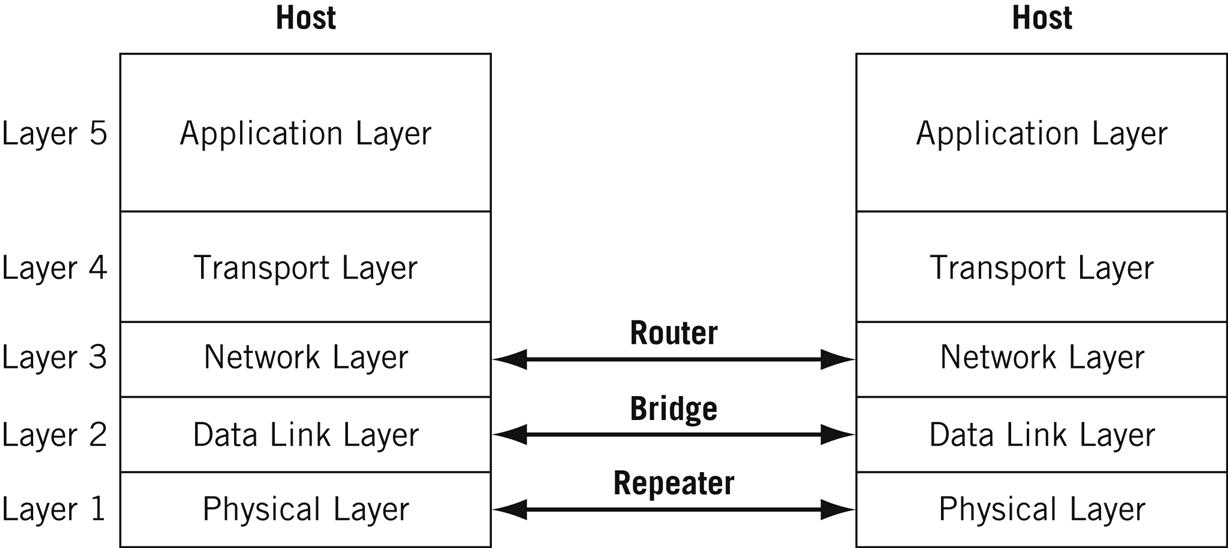 Host Host
Layer 5 Application Layer Application Layer
Layer 4 Transport Layer Transport Layer
Router
Layer 3 Network Layer Network Layer
Bridge
Layer 2 Data Link Layer Data Link Layer
Repeater
Layer 1 Physical Layer Physical Layer